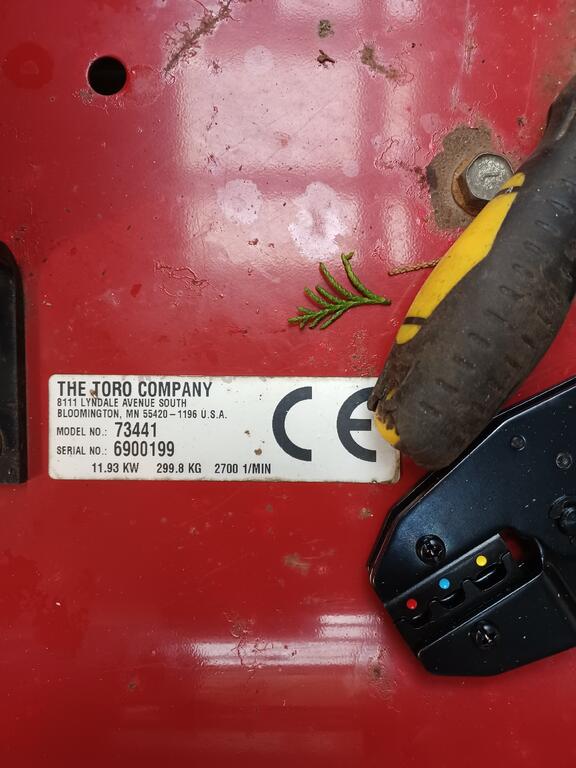 THE TORO COMPANY
8111 LYNDALE AVENUE SOUTH
BLOOMINGTON, MN 55420-1196 U.S.A.
MODEL NO.: 73441
SERIAL NO.: 6900199
11.93 KW 299.8 KG 2700 1/MIN
CE